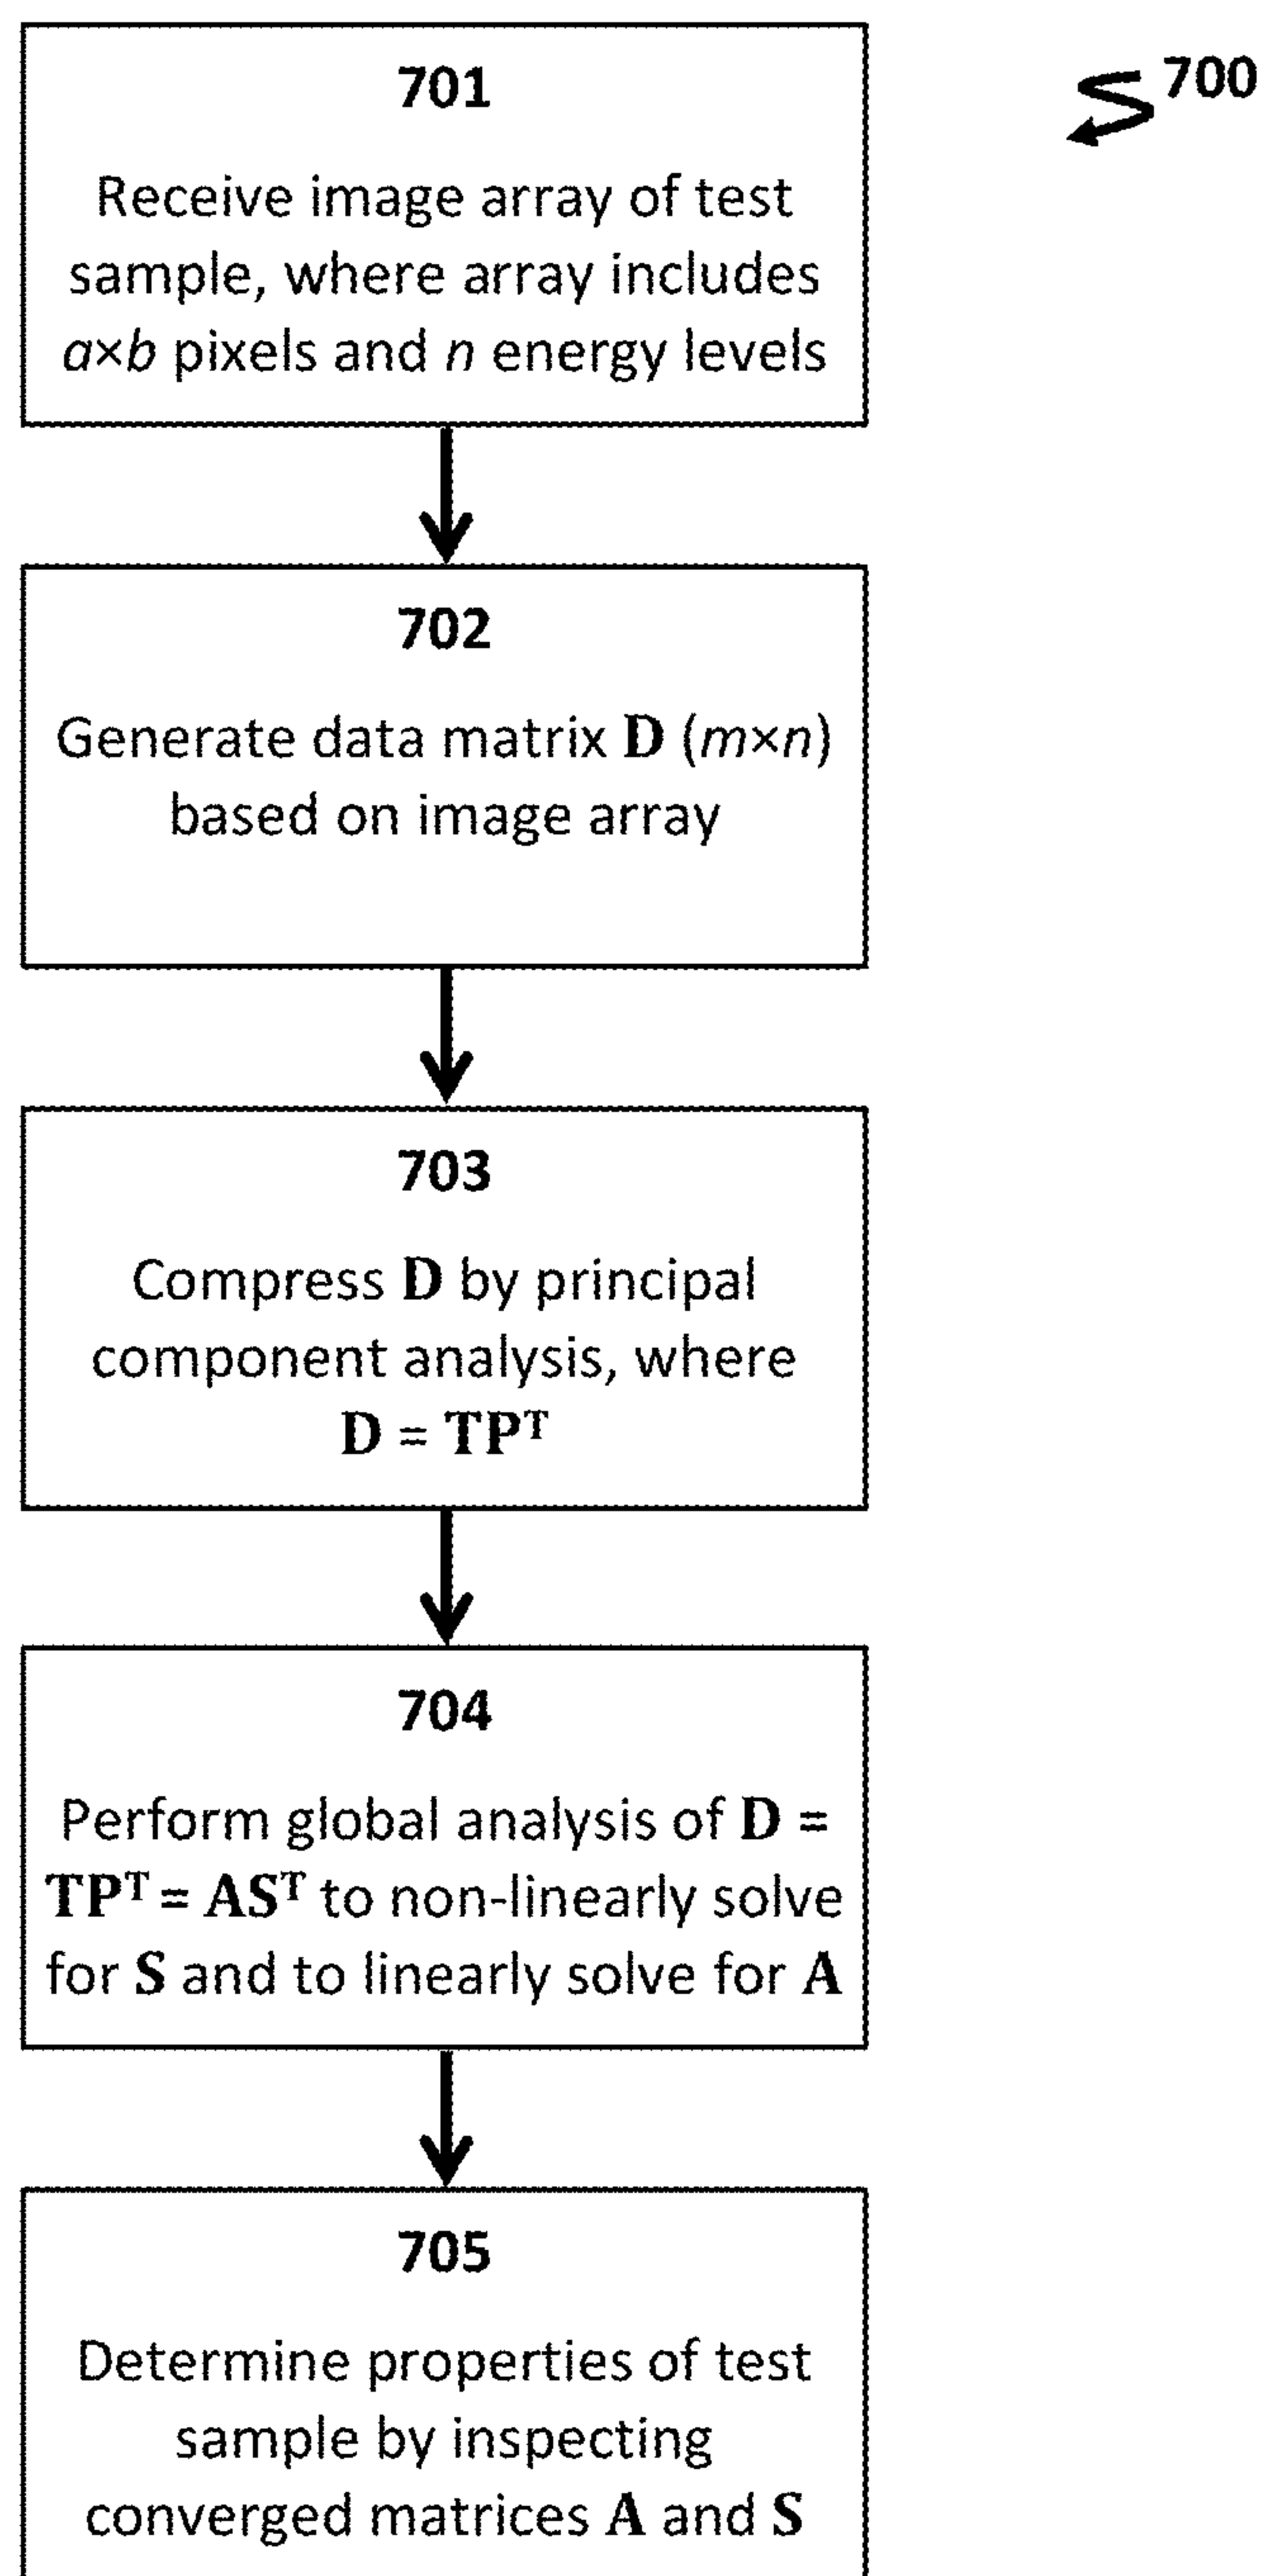 701
700
Receive image array of test
sample, where array includes
a×b pixels and n energy levels
702
Generate data matrix D (m×n)
based on image array
703
Compress D by principal
component analysis, where
D = TPᵀ
704
Perform global analysis of D =
TPᵀ = ASᵀ to non-linearly solve
for S and to linearly solve for A
705
Determine properties of test
sample by inspecting
converged matrices A and S